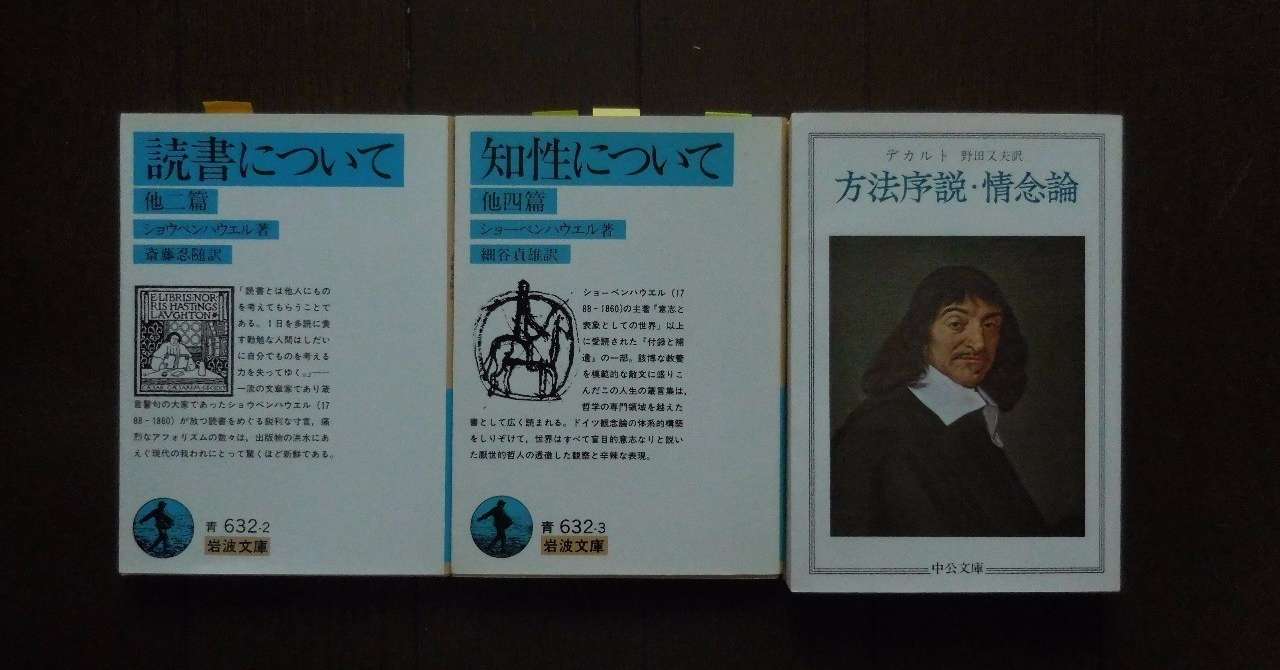 読書について
他二篇
ショウペンハウエル著
斎藤忍随訳
EX LIBRIS NOR
RIS HASTINGS
LAVGHTON
「読書とは他人にもの
を考えてもらうことで
ある。1日を多読に費
す勤勉な人間はしだい
に自分でものを考える
力を失ってゆく。」——
一流の文章家であり箴
言警句の大家であったショウペンハウエル(17
88-1860)が放つ読書をめぐる鋭利な寸言、痛
烈なアフォリズムの数々は、出版物の洪水にあ
えぐ現代の我われにとって驚くほど新鮮である。
青 632-2
岩波文庫
知性について
他四篇
ショーペンハウエル著
細谷貞雄訳
ショーペンハウエル(17
88-1860)の主著『意志と
表象としての世界』以上
に愛読された『付録と補
遺』の一部。該博な教養
を模範的な散文に盛りこ
んだこの人生の箴言集は、
哲学の専門領域を越えた
書として広く読まれる。ドイツ観念論の体系的構築
をしりぞけて、世界はすべて盲目的意志なりと説い
た厭世的哲人の透徹した観察と辛辣な表現。
青 632-3
岩波文庫
デカルト 野田又夫訳
方法序説・情念論
中公文庫